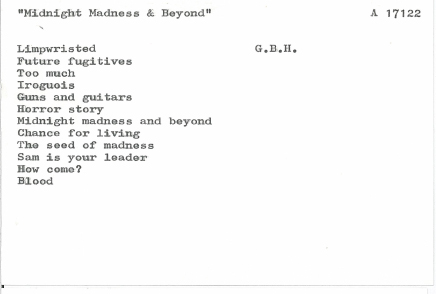 "Midnight Madness & Beyond" A 17122
Limpwristed G.B.H.
Future fugitives
Too much
Iroguois
Guns and guitars
Horror story
Midnight madness and beyond
Chance for living
The seed of madness
Sam is your leader
How come?
Blood